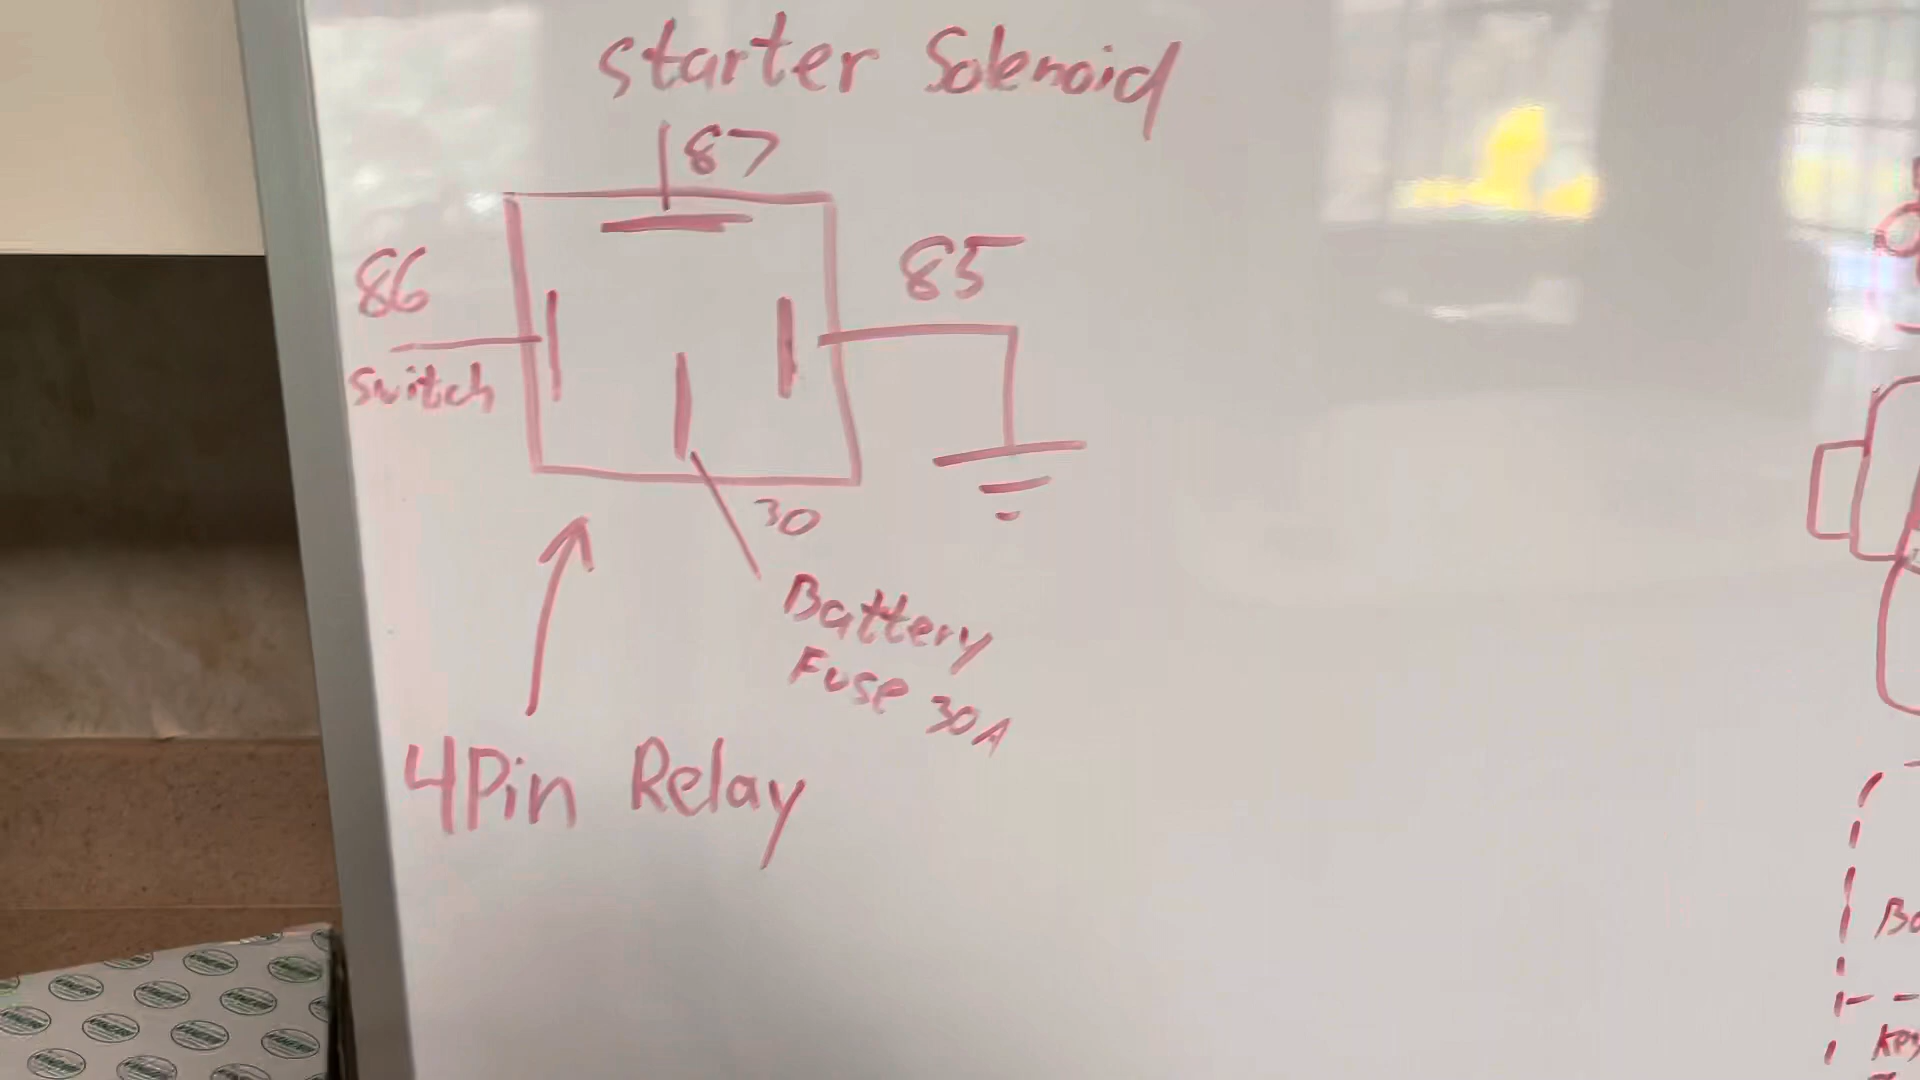 starter Solenoid
87
86
85
Switch
30
Battery
Fuse 30A
4Pin Relay